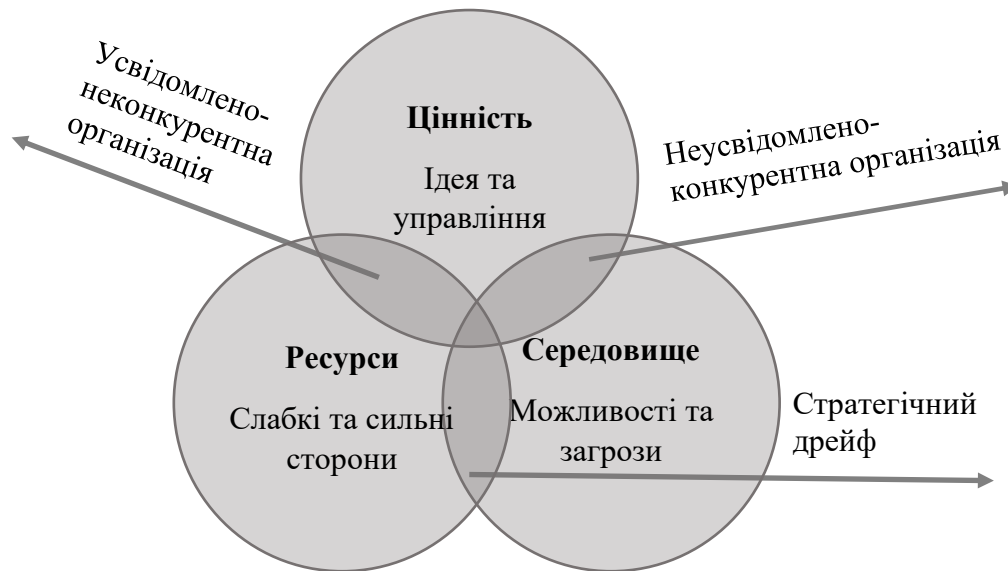 Усвідомлено-
неконкурентна
організація
Цінність
Ідея та
управління
Неусвідомлено-
конкурентна організація
Ресурси
Слабкі та сильні
сторони
Середовище
Можливості та
загрози
Стратегічний
дрейф